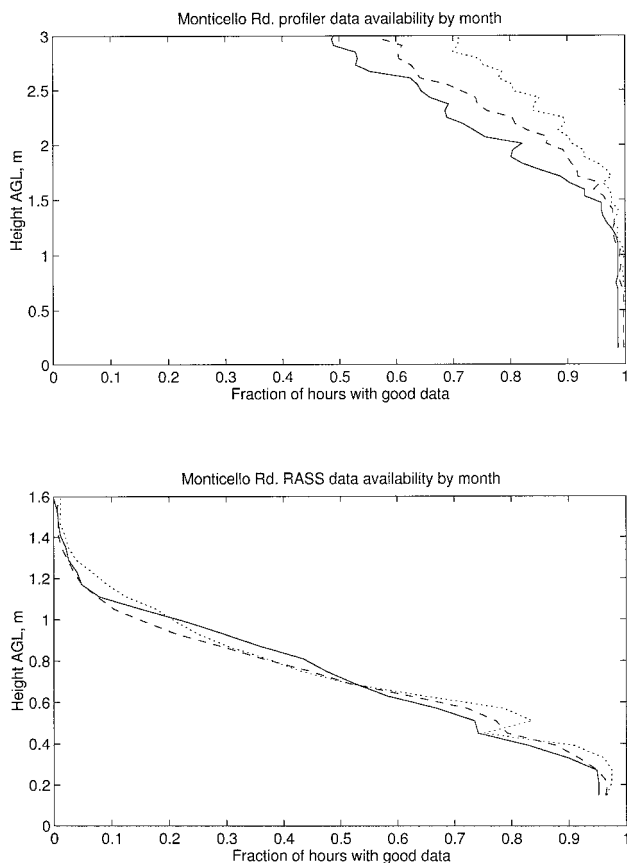 Monticello Rd. profiler data availability by month
3
2.5
2
1.5
1
0.5
0
Height AGL, m
0 0.1 0.2 0.3 0.4 0.5 0.6 0.7 0.8 0.9 1
Fraction of hours with good data
Monticello Rd. RASS data availability by month
1.6
1.4
1.2
1
0.8
0.6
0.4
0.2
0
Height AGL, m
0 0.1 0.2 0.3 0.4 0.5 0.6 0.7 0.8 0.9 1
Fraction of hours with good data